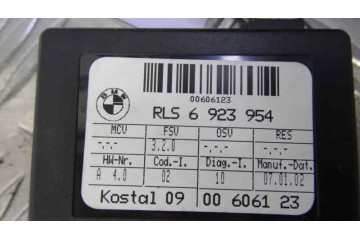 BMW
00606123
RLS 6 923 954
MCV FSV OSV RES
-.-.- 3.2.0 -.-.- -.-.-
HW-Nr. Cod.-I. Diag.-I. Manuf.-Dat.
A 4.0 02 10 07.01.02
Kostal 09 00 6061 23